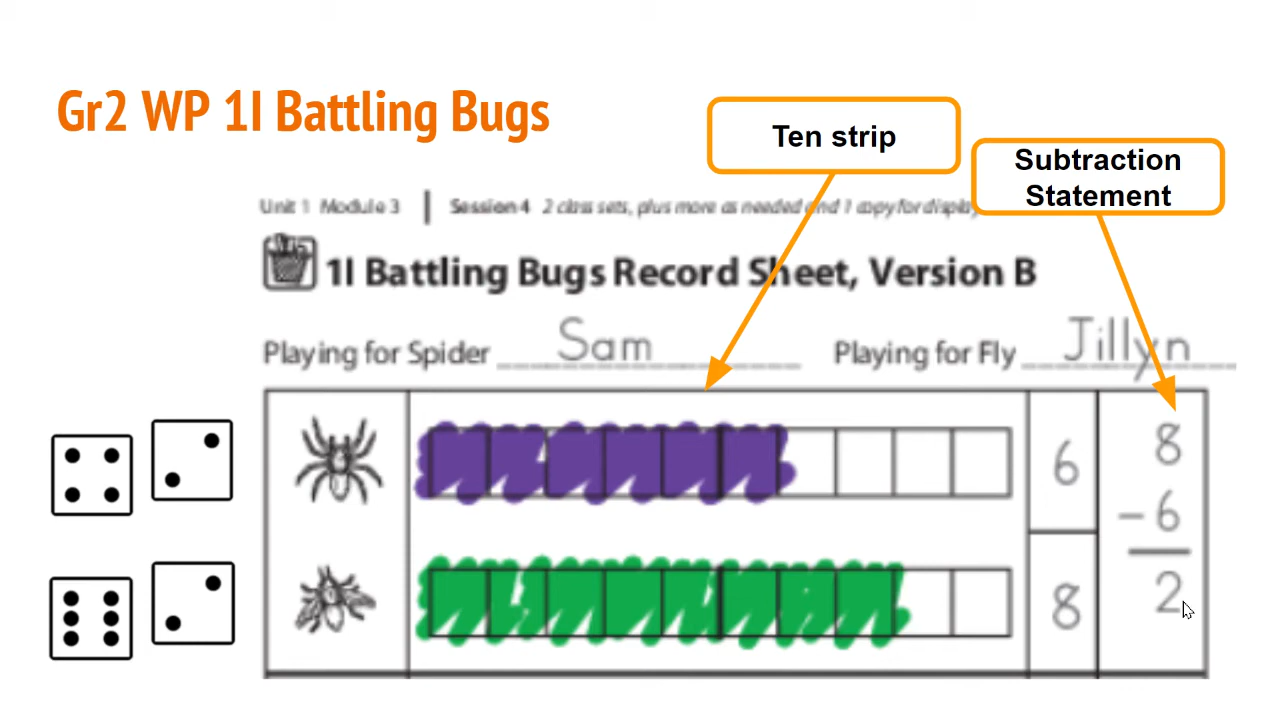 Gr2 WP 1I Battling Bugs
Ten strip
Subtraction
Statement
Unit 1 Module 3 | Session 4 2 class sets, plus more as needed and 1 copy for display
1I Battling Bugs Record Sheet, Version B
Playing for Spider Sam Playing for Fly Jillyn
6
8
8
- 6
2